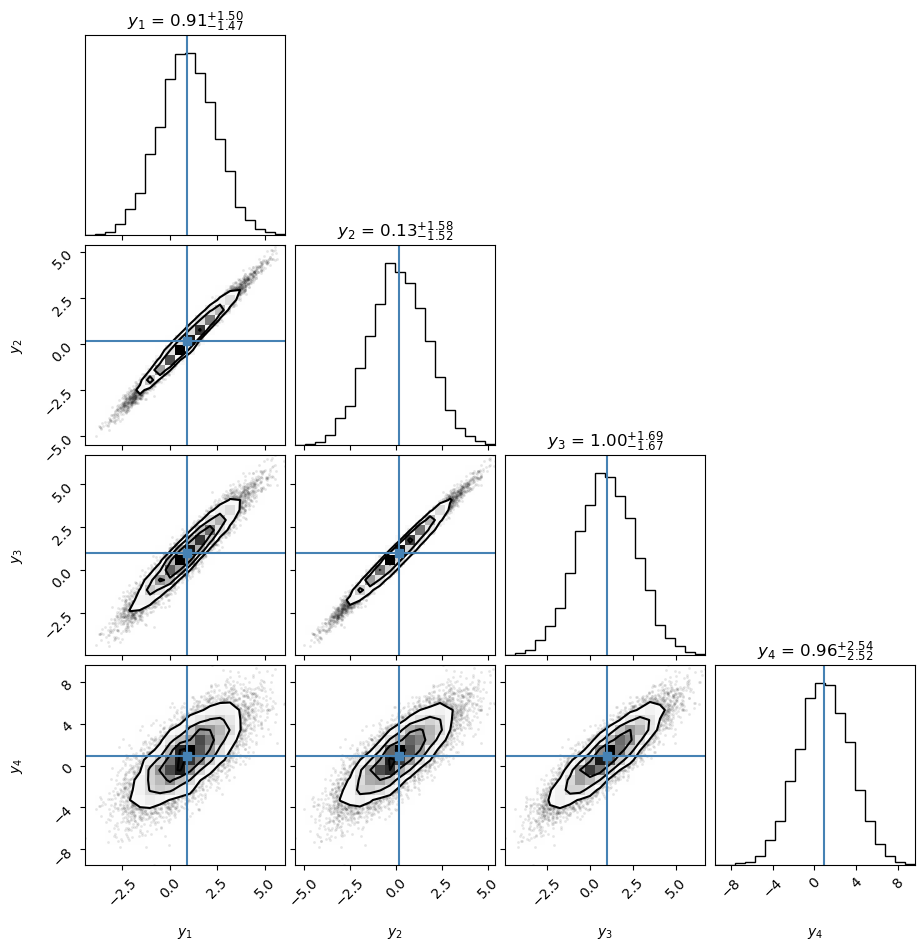 y₁ = 0.91+1.50−1.47
y₂ = 0.13+1.58−1.52
5.0
2.5
0.0
−2.5
−5.0
y₂
y₃ = 1.00+1.69−1.67
5.0
2.5
0.0
−2.5
y₃
y₄ = 0.96+2.54−2.52
8
4
0
−4
−8
y₄
−2.5 0.0 2.5 5.0
−5.0 −2.5 0.0 2.5 5.0
−2.5 0.0 2.5 5.0
−8 −4 0 4 8
y₁ y₂ y₃ y₄